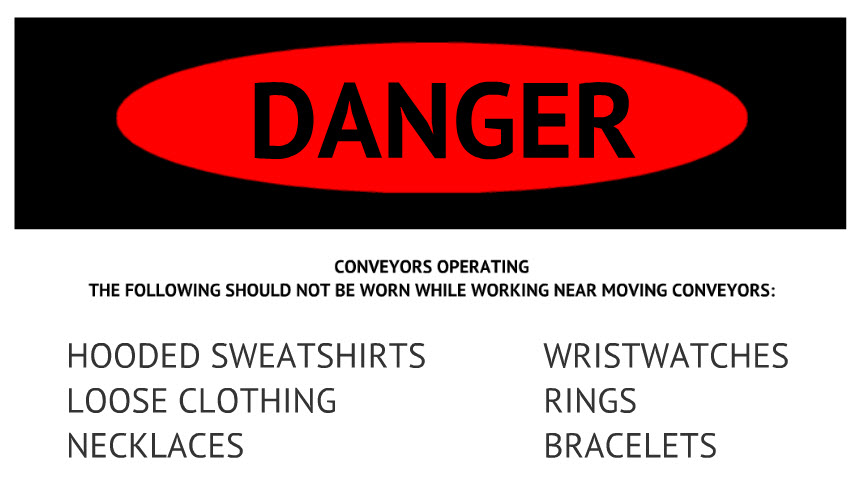 DANGER
CONVEYORS OPERATING
THE FOLLOWING SHOULD NOT BE WORN WHILE WORKING NEAR MOVING CONVEYORS:
HOODED SWEATSHIRTS
LOOSE CLOTHING
NECKLACES
WRISTWATCHES
RINGS
BRACELETS